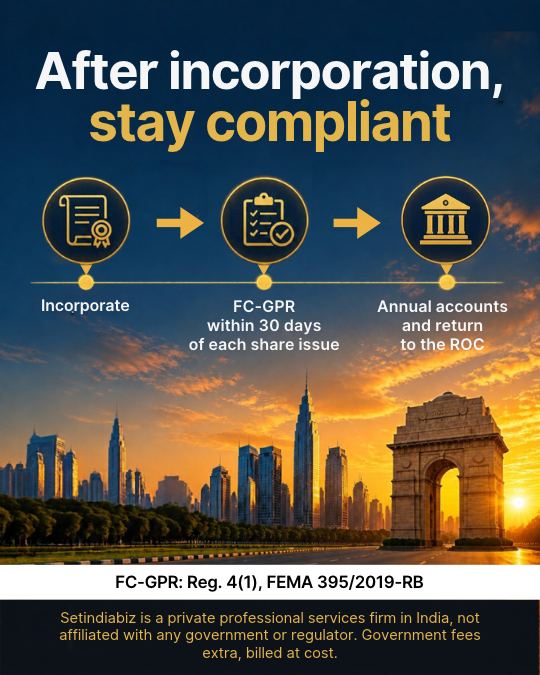 After incorporation,
stay compliant
Incorporate
FC-GPR
within 30 days
of each share issue
Annual accounts
and return
to the ROC
FC-GPR: Reg. 4(1), FEMA 395/2019-RB
Setindiabiz is a private professional services firm in India, not
affiliated with any government or regulator. Government fees
extra, billed at cost.